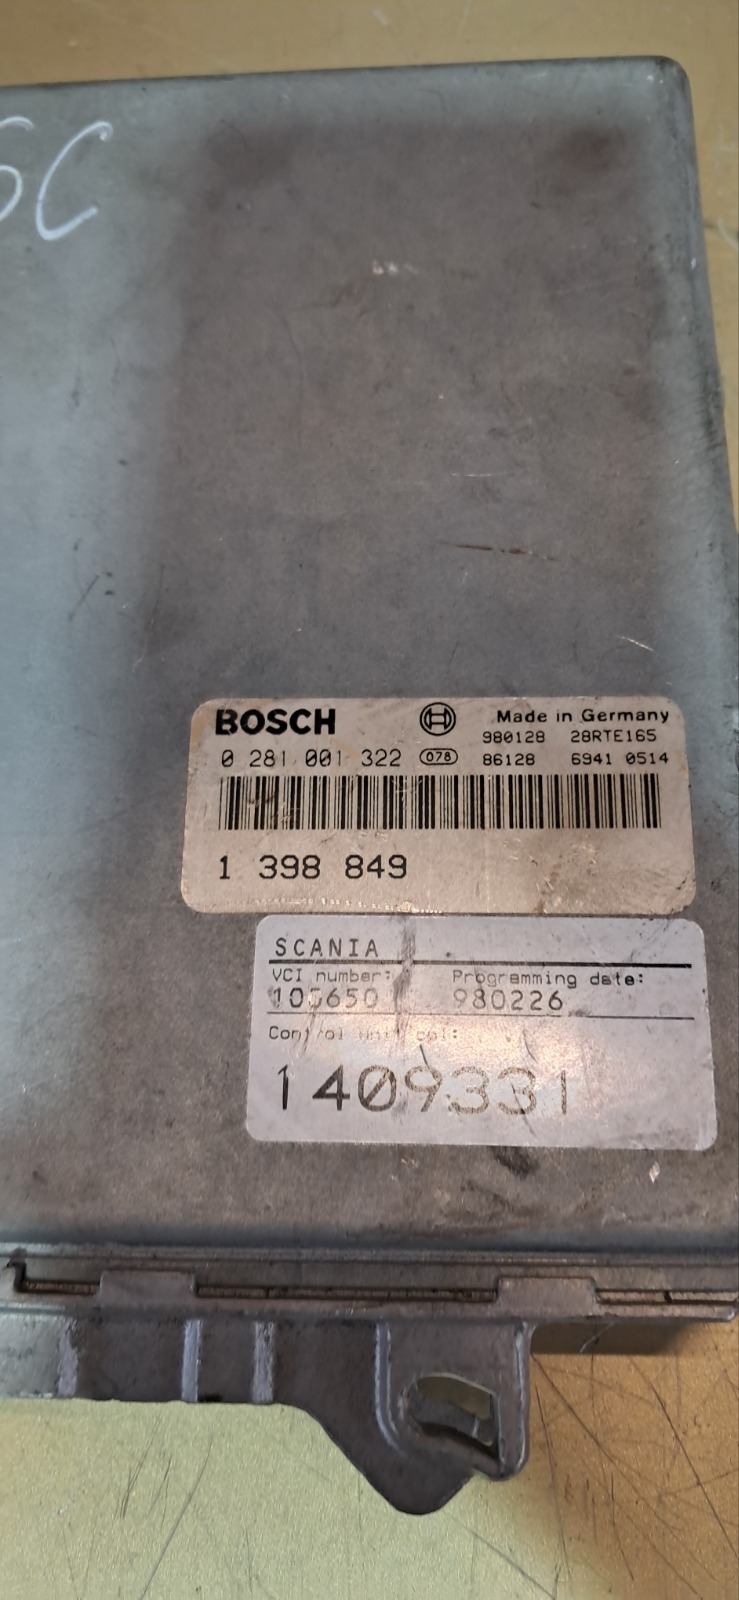 SC
BOSCH Made in Germany
980128 28RTE165
0 281 001 322 078 86128 6941 0514
1 398 849
SCANIA
VCI number: Programming date:
980226
Control
1409331